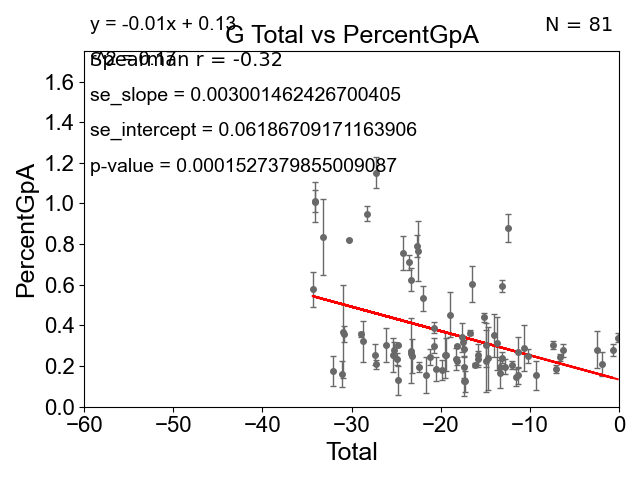 y = -0.01x + 0.13
N = 81
G Total vs PercentGpA
Spearman r = -0.32
se_slope = 0.003001462426700405
se_intercept = 0.06186709171163906
p-value = 0.0001527379855009087
PercentGpA
1.6
1.4
1.2
1.0
0.8
0.6
0.4
0.2
0.0
−60
−50
−40
−30
−20
−10
0
Total